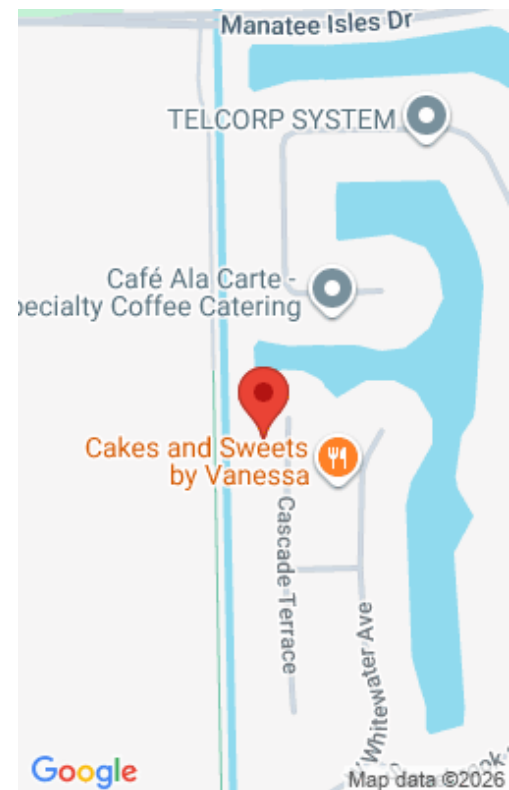 Manatee Isles Dr
TELCORP SYSTEM
Café Ala Carte -
pecialty Coffee Catering
Cakes and Sweets
by Vanessa
Cascade Terrace
Whitewater Ave
Google
Map data ©2026